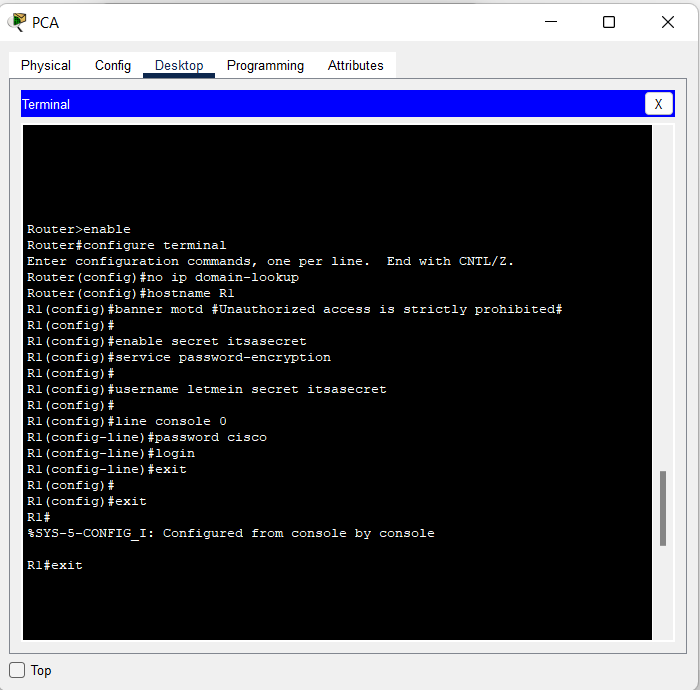 PCA
Physical Config Desktop Programming Attributes
Terminal
X
Router>enable
Router#configure terminal
Enter configuration commands, one per line.  End with CNTL/Z.
Router(config)#no ip domain-lookup
Router(config)#hostname R1
R1(config)#banner motd #Unauthorized access is strictly prohibited#
R1(config)#
R1(config)#enable secret itsasecret
R1(config)#service password-encryption
R1(config)#
R1(config)#username letmein secret itsasecret
R1(config)#
R1(config)#line console 0
R1(config-line)#password cisco
R1(config-line)#login
R1(config-line)#exit
R1(config)#
R1(config)#exit
R1#
%SYS-5-CONFIG_I: Configured from console by console
R1#exit
Top